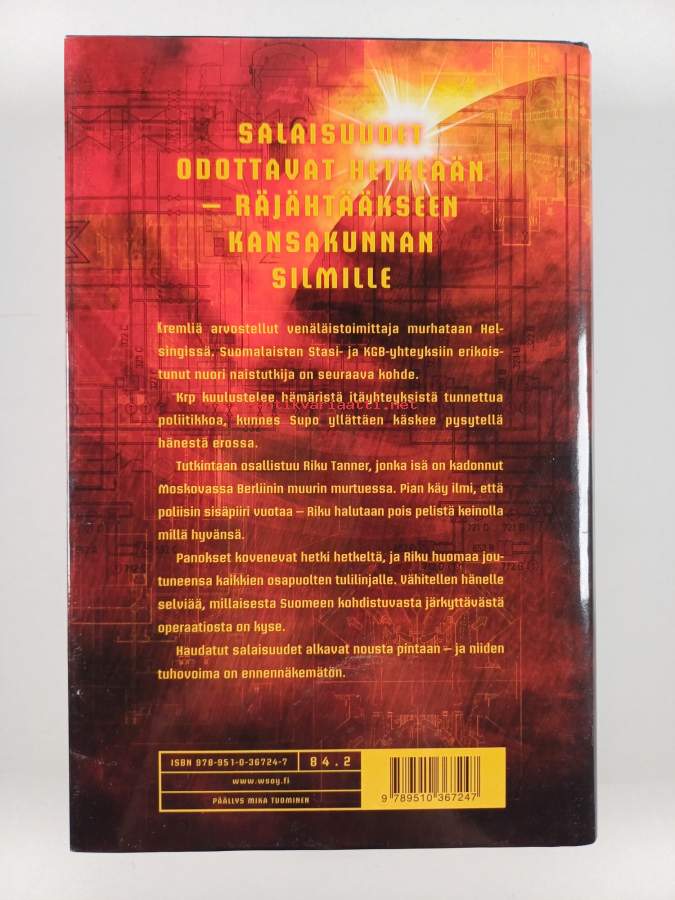 SALAISUUDET
ODOTTAVAT HETKEÄÄN
– RÄJÄHTÄÄKSEEN
KANSAKUNNAN
SILMILLE
Kremliä arvostellut venäläistoimittaja murhataan Hel-
singissä. Suomalaisten Stasi- ja KGB-yhteyksiin erikois-
tunut nuori naistutkija on seuraava kohde.
Krp kuulustelee hämäristä itäyhteyksistä tunnettua
poliitikkoa, kunnes Supo yllättäen käskee pysytellä
hänestä erossa.
Tutkintaan osallistuu Riku Tanner, jonka isä on kadonnut
Moskovassa Berliinin muurin murtuessa. Pian käy ilmi, että
poliisin sisäpiiri vuotaa – Riku halutaan pois pelistä keinolla
millä hyvänsä.
Panokset kovenevat hetki hetkeltä, ja Riku huomaa jou-
tuneensa kaikkien osapuolten tulilinjalle. Vähitellen hänelle
selviää, millaisesta Suomeen kohdistuvasta järkyttävästä
operaatiosta on kyse.
Haudatut salaisuudet alkavat nousta pintaan – ja niiden
tuhovoima on ennennäkemätön.
ISBN 978-951-0-36724-7
84.2
www.wsoy.fi
PÄÄLLYS MIKA TUOMINEN
9 789510 367247